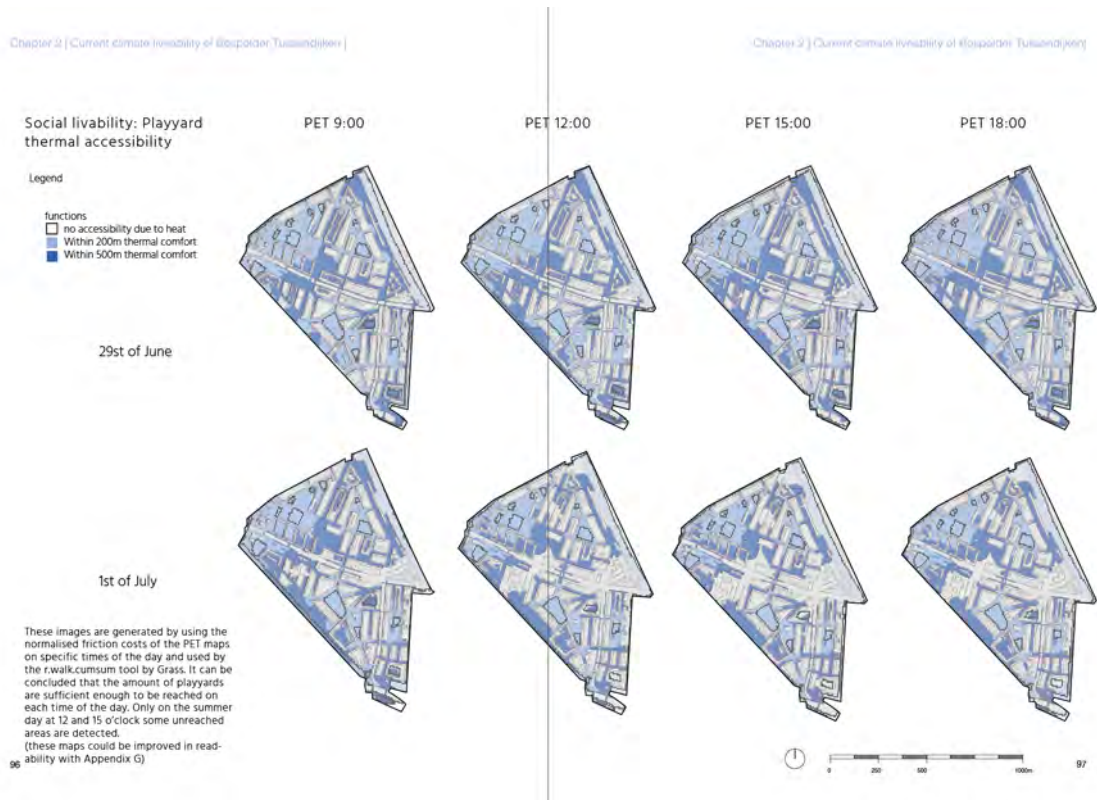 Chapter 2 | Current climate liveability of Bospolder Tussendijken |
Chapter 2 | Current climate liveability of Bospolder Tussendijken|
Social livability: Playyard
thermal accessibility
PET 9:00
PET 12:00
PET 15:00
PET 18:00
Legend
functions
no accessibility due to heat
Within 200m thermal comfort
Within 500m thermal comfort
29st of June
1st of July
These images are generated by using the
normalised friction costs of the PET maps
on specific times of the day and used by
the r.walk.cumsum tool by Grass. It can be
concluded that the amount of playyards
are sufficient enough to be reached on
each time of the day. Only on the summer
day at 12 and 15 o'clock some unreached
areas are detected.
(these maps could be improved in read-
ability with Appendix G)
96
0 250 500 1000m
97